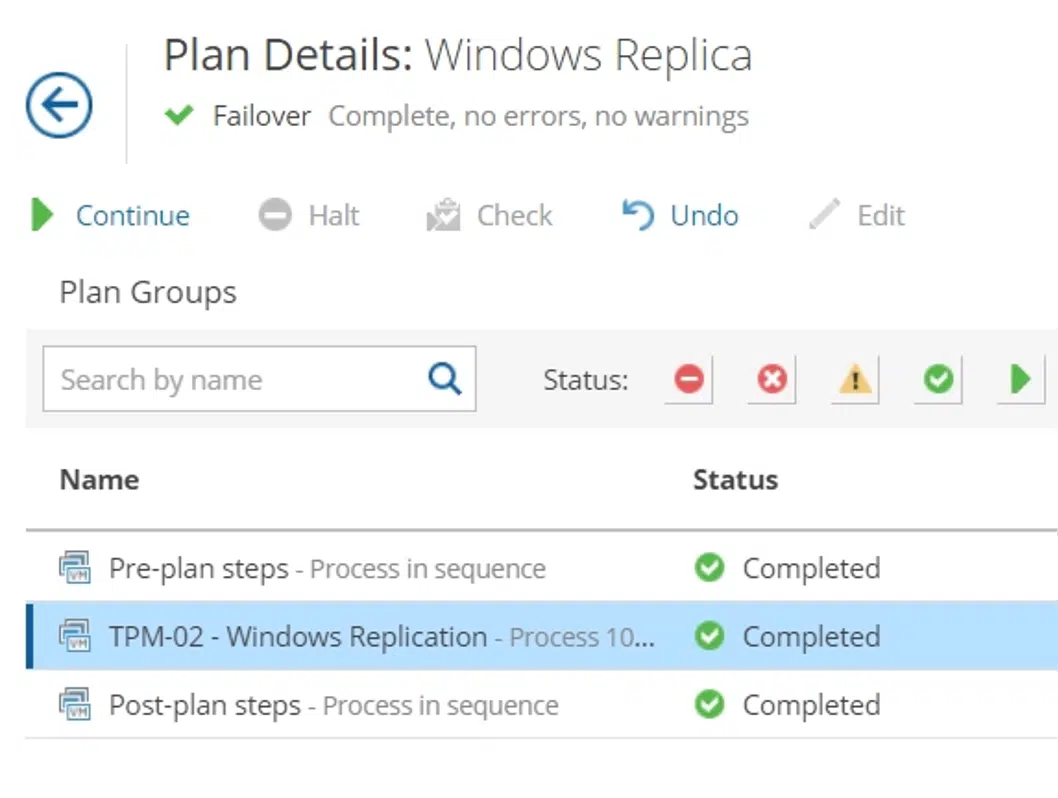 Plan Details: Windows Replica
Failover Complete, no errors, no warnings
Continue Halt Check Undo Edit
Plan Groups
Search by name Status:
Name Status
Pre-plan steps - Process in sequence Completed
TPM-02 - Windows Replication - Process 10... Completed
Post-plan steps - Process in sequence Completed